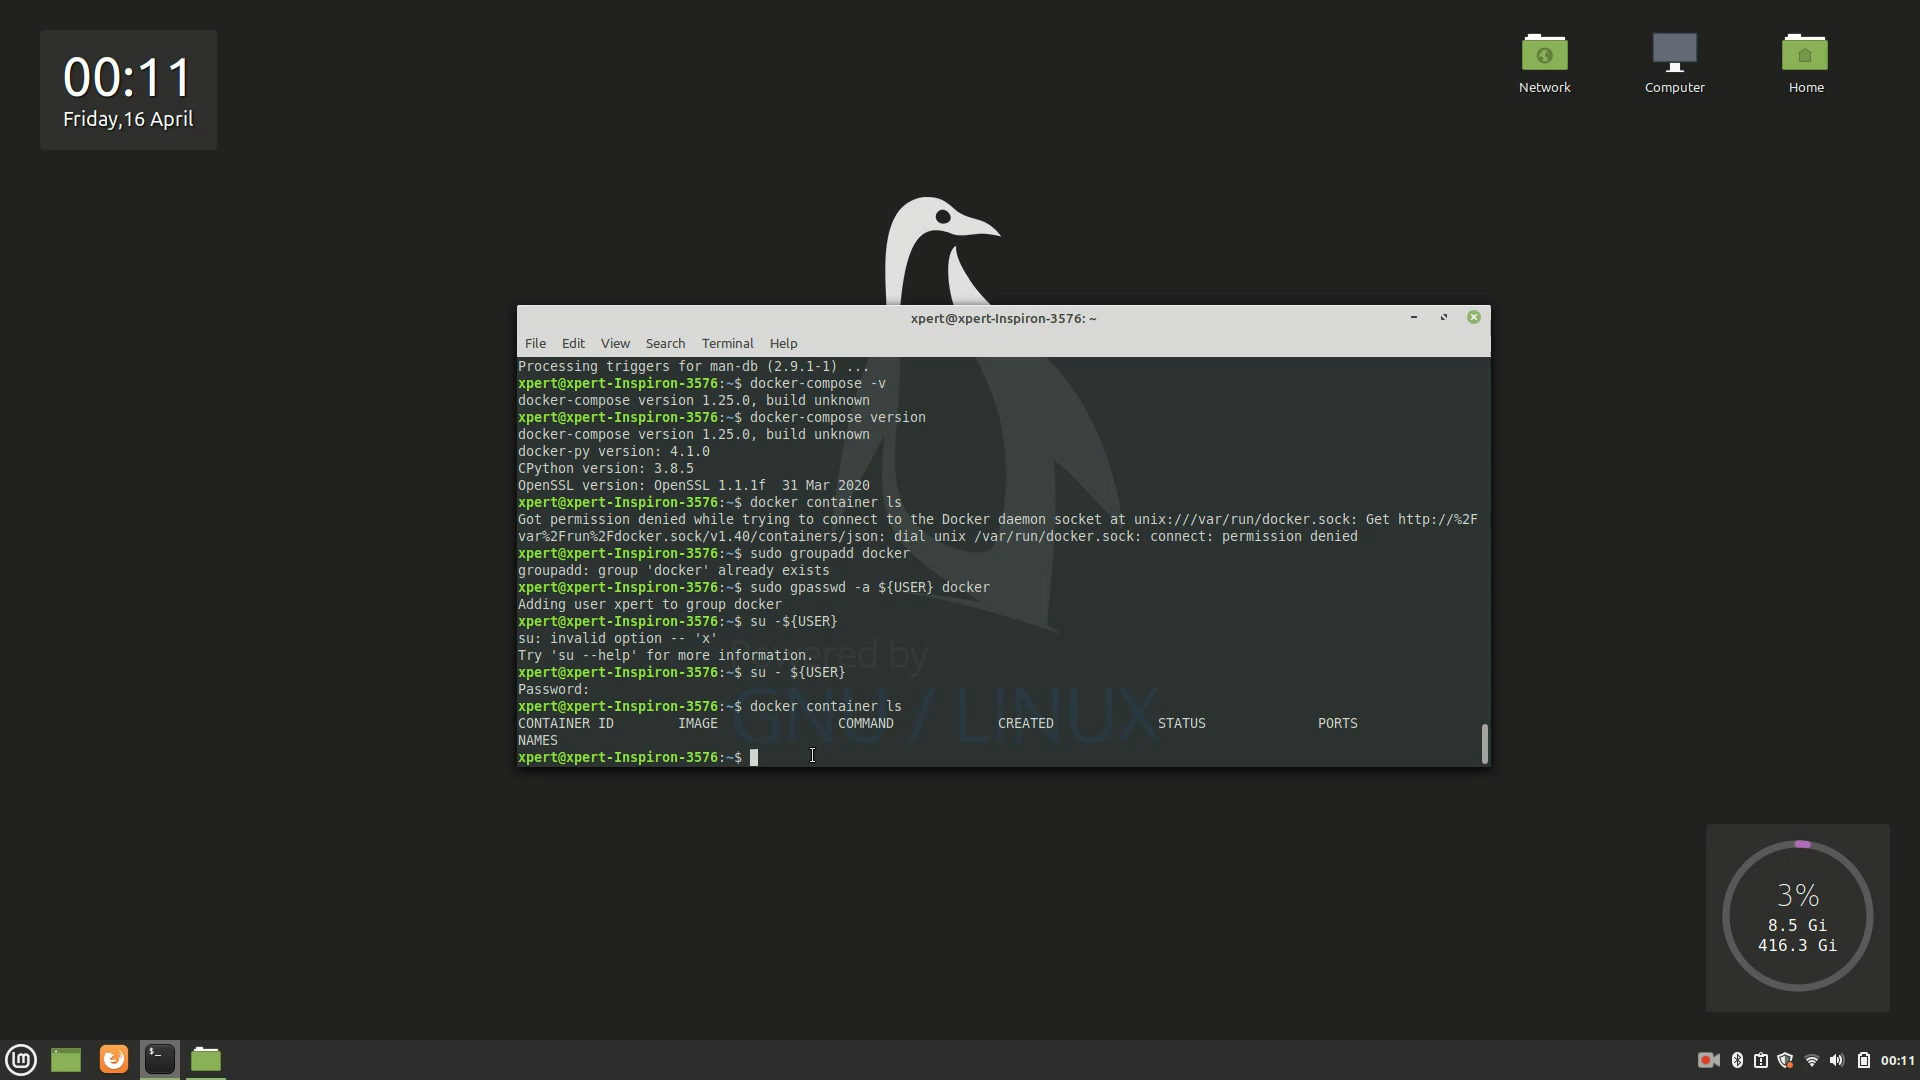 00:11
Friday,16 April
Network
Computer
Home
xpert@xpert-Inspiron-3576: ~
File Edit View Search Terminal Help
Processing triggers for man-db (2.9.1-1) ...
xpert@xpert-Inspiron-3576:~$ docker-compose -v
docker-compose version 1.25.0, build unknown
xpert@xpert-Inspiron-3576:~$ docker-compose version
docker-compose version 1.25.0, build unknown
docker-py version: 4.1.0
CPython version: 3.8.5
OpenSSL version: OpenSSL 1.1.1f  31 Mar 2020
xpert@xpert-Inspiron-3576:~$ docker container ls
Got permission denied while trying to connect to the Docker daemon socket at unix:///var/run/docker.sock: Get http://%2F
var%2Frun%2Fdocker.sock/v1.40/containers/json: dial unix /var/run/docker.sock: connect: permission denied
xpert@xpert-Inspiron-3576:~$ sudo groupadd docker
groupadd: group 'docker' already exists
xpert@xpert-Inspiron-3576:~$ sudo gpasswd -a ${USER} docker
Adding user xpert to group docker
xpert@xpert-Inspiron-3576:~$ su -${USER}
su: invalid option -- 'x'
Try 'su --help' for more information.
xpert@xpert-Inspiron-3576:~$ su - ${USER}
Password:
xpert@xpert-Inspiron-3576:~$ docker container ls
CONTAINER ID IMAGE COMMAND CREATED STATUS PORTS
NAMES
xpert@xpert-Inspiron-3576:~$
Powered by
GNU / LINUX
3%
8.5 Gi
416.3 Gi
00:11